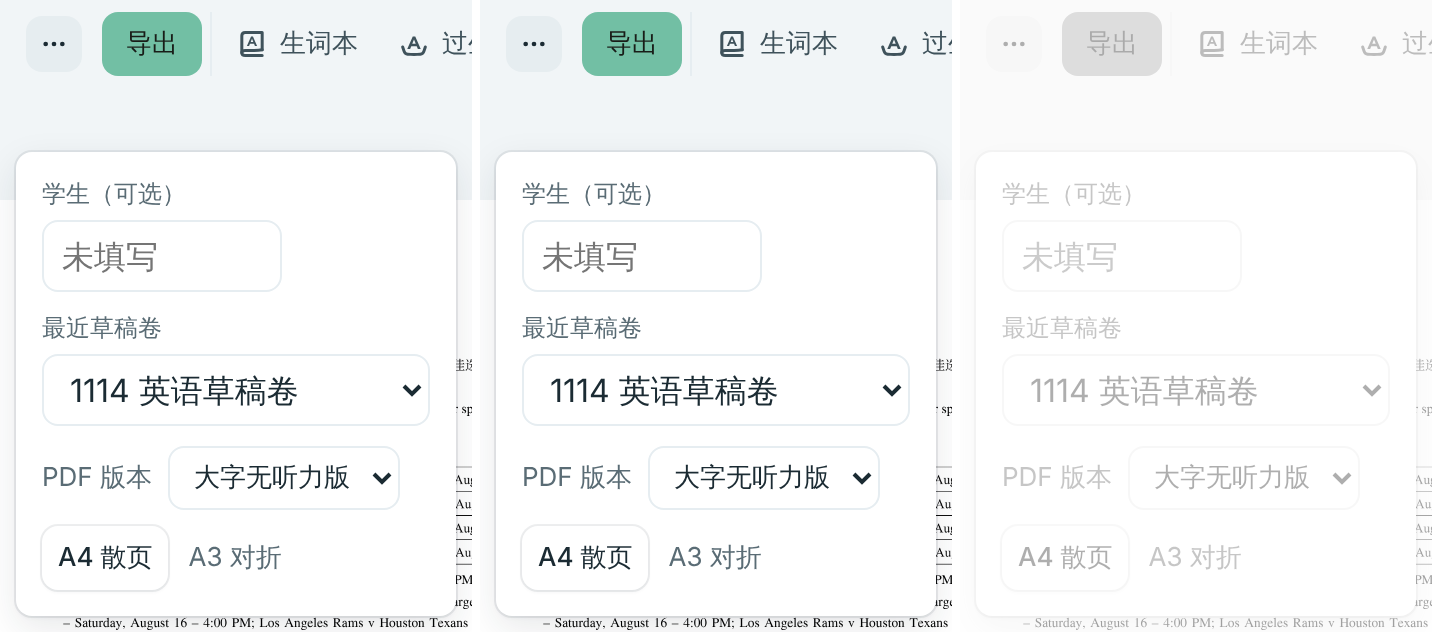 ··· 导出 生词本
学生（可选）
未填写
最近草稿卷
1114 英语草稿卷
PDF 版本 大字无听力版
A4 散页 A3 对折
– Saturday, August 16 – 4:00 PM; Los Angeles Rams v Houston Texans
··· 导出 生词本
学生（可选）
未填写
最近草稿卷
1114 英语草稿卷
PDF 版本 大字无听力版
A4 散页 A3 对折
– Saturday, August 16 – 4:00 PM; Los Angeles Rams v Houston Texans
··· 导出 生词本
学生（可选）
未填写
最近草稿卷
1114 英语草稿卷
PDF 版本 大字无听力版
A4 散页 A3 对折
– Saturday, August 16 – 4:00 PM; Los Angeles Rams v Houston Texans